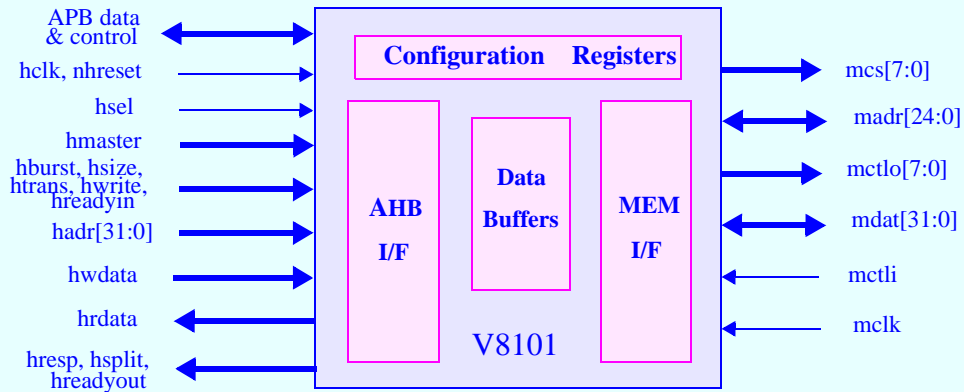 APB data
& control
hclk, nhreset
hsel
hmaster
hburst, hsize,
htrans, hwrite,
hreadyin
hadr[31:0]
hwdata
hrdata
hresp, hsplit,
hreadyout
Configuration Registers
AHB
I/F
Data
Buffers
MEM
I/F
V8101
mcs[7:0]
madr[24:0]
mctlo[7:0]
mdat[31:0]
mctli
mclk